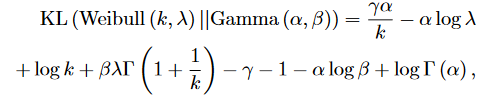 KL (Weibull (k, λ) ||Gamma (α, β)) = γα/k − α log λ
+ log k + βλΓ (1 + 1/k) − γ − 1 − α log β + log Γ (α) ,